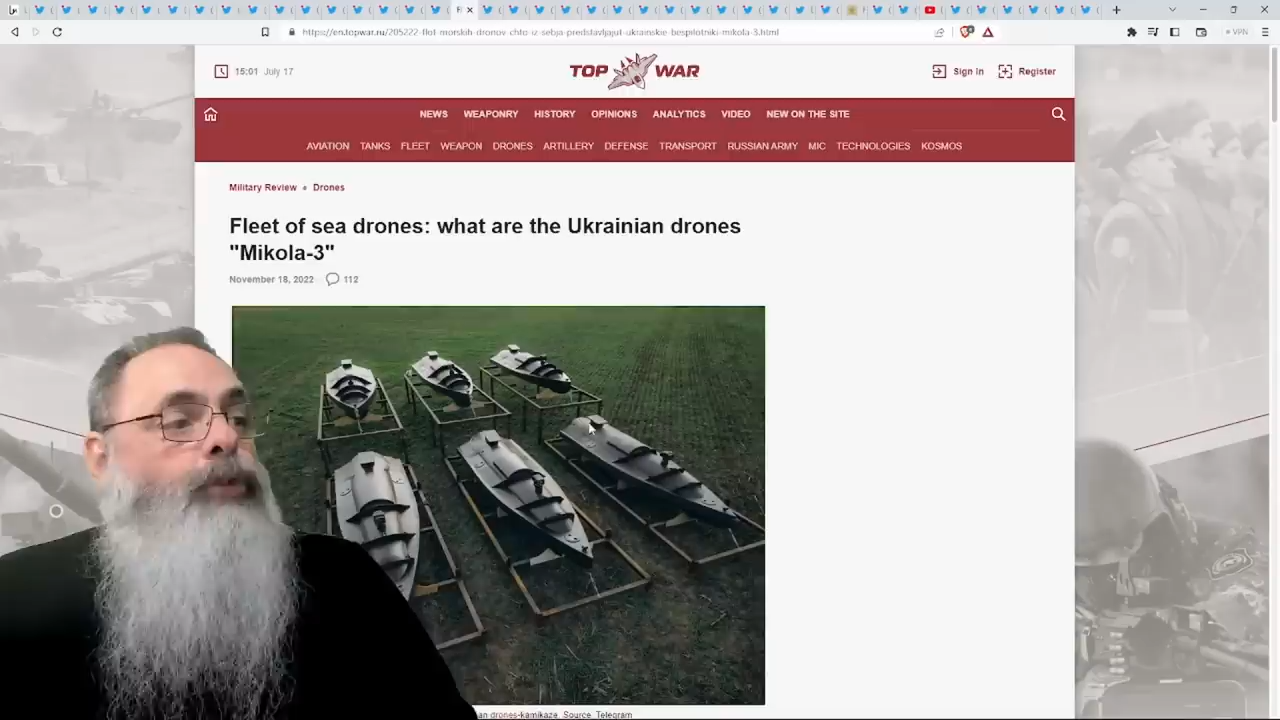 https://en.topwar.ru/205222-flot-morskih-dronov-chto-iz-sebja-predstavljajut-ukrainskie-bespilotniki-mikola-3.html
VPN
15:01 July 17
TOP WAR
Sign in
Register
NEWS WEAPONRY HISTORY OPINIONS ANALYTICS VIDEO NEW ON THE SITE
AVIATION TANKS FLEET WEAPON DRONES ARTILLERY DEFENSE TRANSPORT RUSSIAN ARMY MIC TECHNOLOGIES KOSMOS
Military Review • Drones
Fleet of sea drones: what are the Ukrainian drones
"Mikola-3"
November 18, 2022 112
drones-kamikaze. Source: Telegram